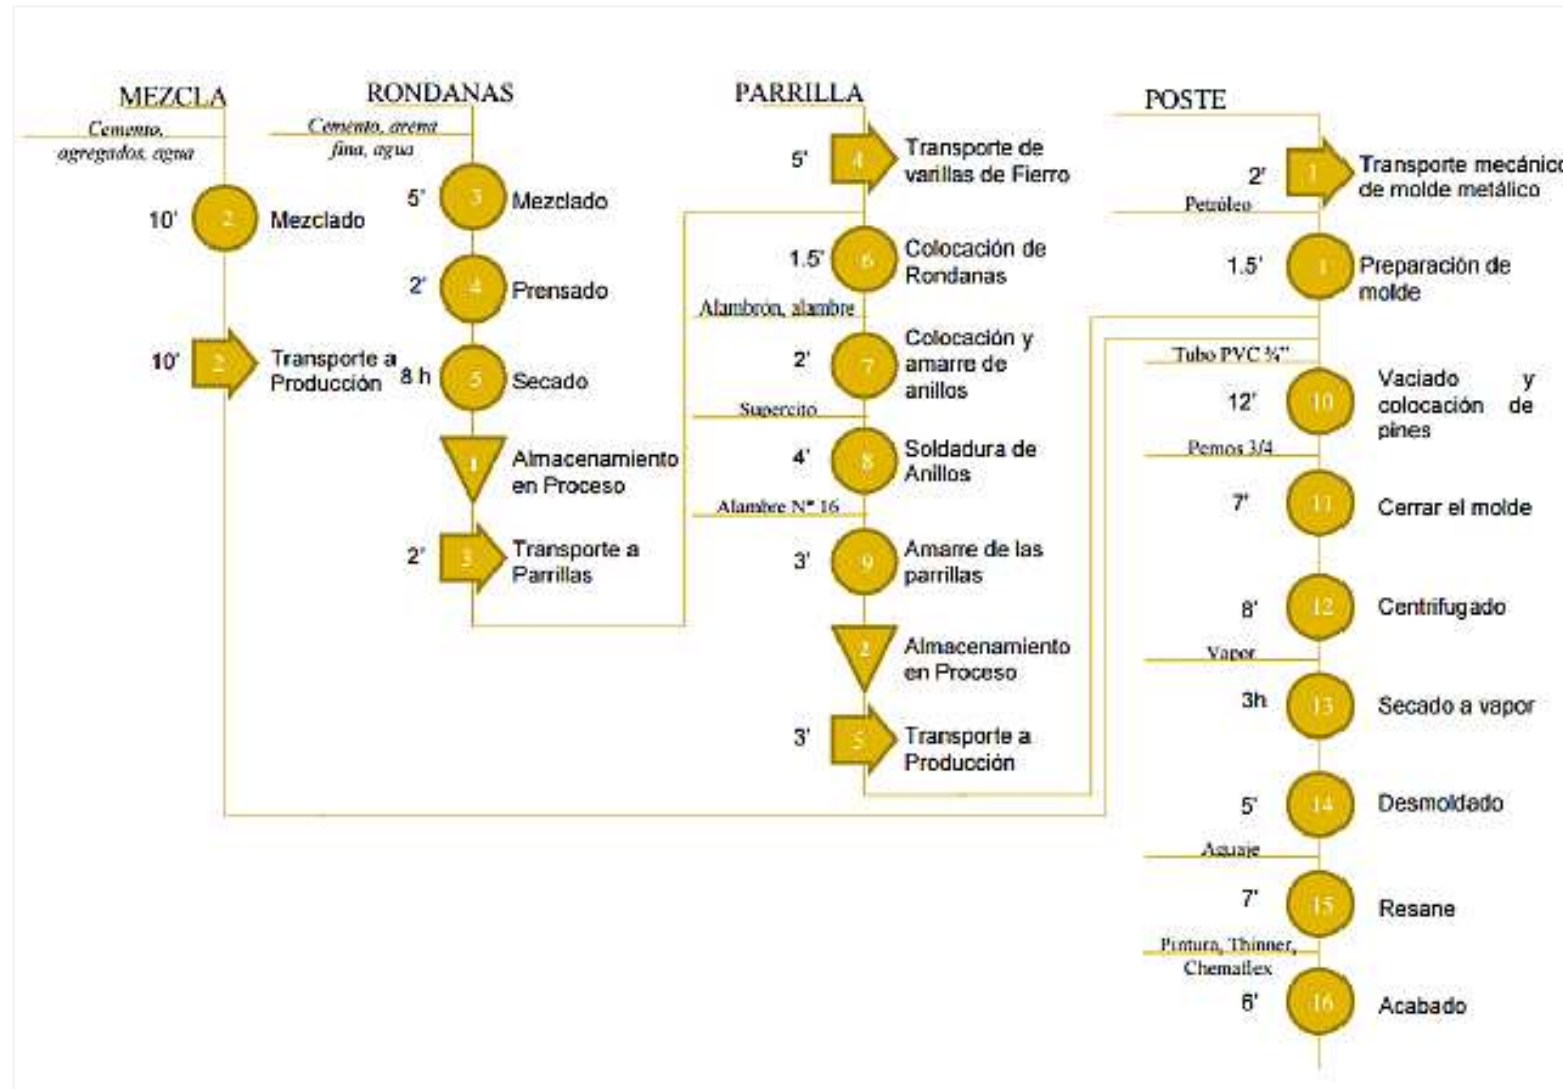 MEZCLA
Cemento,
agregados, agua
10'
2
Mezclado
10'
2
Transporte a
Producción
RONDANAS
Cemento, arena
fina, agua
5'
3
Mezclado
2'
4
Prensado
8 h
5
Secado
1
Almacenamiento
en Proceso
2'
3
Transporte a
Parrillas
PARRILLA
5'
4
Transporte de
varillas de Fierro
1.5'
6
Colocación de
Rondanas
Alambrón, alambre
2'
7
Colocación y
amarre de
anillos
Supercito
4'
8
Soldadura de
Anillos
Alambre N° 16
3'
9
Amarre de las
parrillas
2
Almacenamiento
en Proceso
3'
5
Transporte a
Producción
POSTE
2'
1
Transporte mecánico
de molde metálico
Petróleo
1.5'
1
Preparación de
molde
Tubo PVC ¾"
12'
10
Vaciado y
colocación de
pines
Pernos 3/4
7'
11
Cerrar el molde
8'
12
Centrifugado
Vapor
3h
13
Secado a vapor
5'
14
Desmoldado
Aguaje
7'
15
Resane
Pintura, Thinner,
Chemaflex
6'
16
Acabado